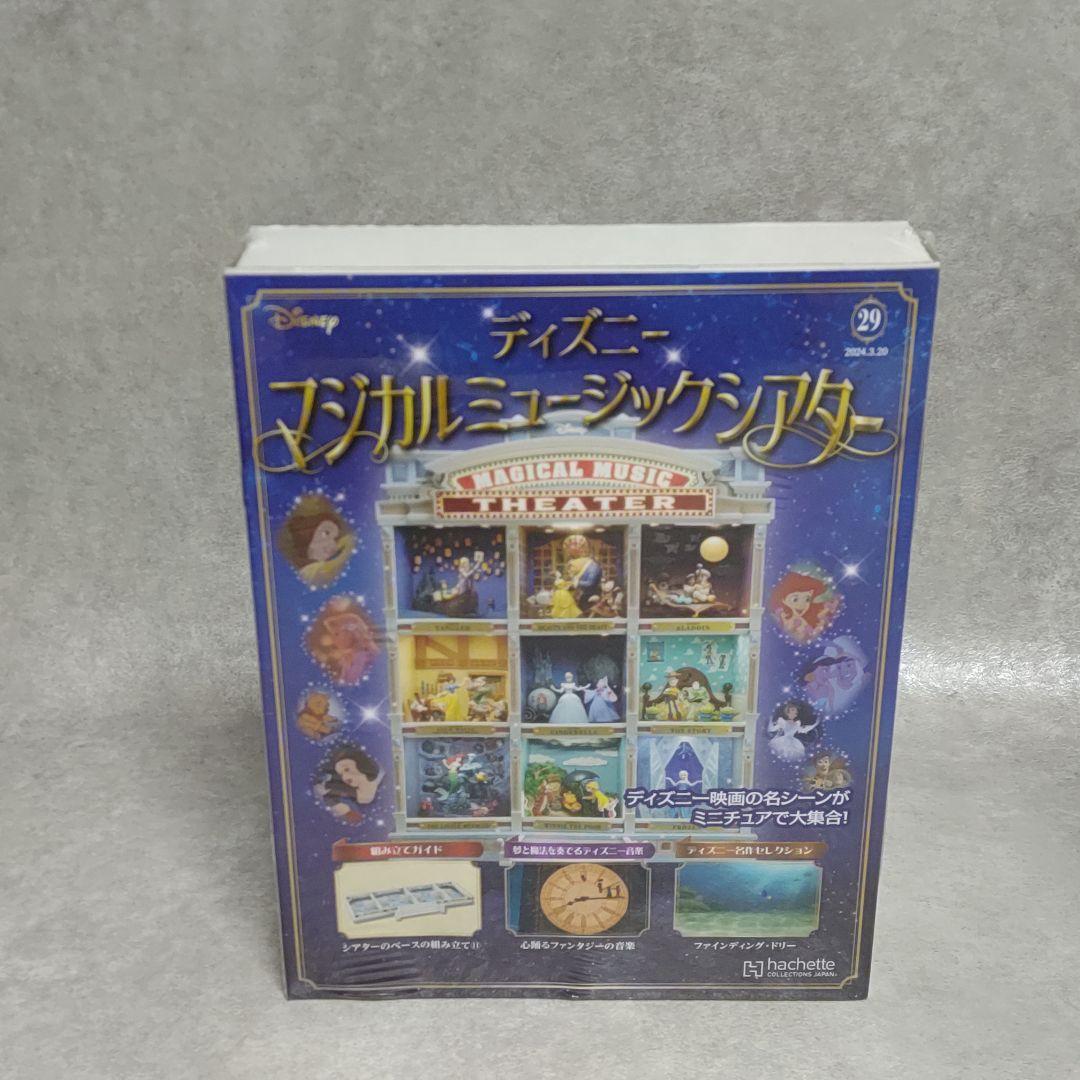 Disney
29
2024.3.20
ディズニー
マジカルミュージックシアター
Disney
MAGICAL MUSIC
THEATER
TANGLED
BEAUTY AND THE BEAST
ALADDIN
CINDERELLA
TOY STORY
THE LITTLE MERMAID
WINNIE THE POOH
FROZEN
ディズニー映画の名シーンが
ミニチュアで大集合!
組み立てガイド
夢と魔法を奏でるディズニー音楽
ディズニー名作セレクション
シアターのベースの組み立て⑪
心踊るファンタジーの音楽
ファインディング・ドリー
hachette
COLLECTIONS JAPAN